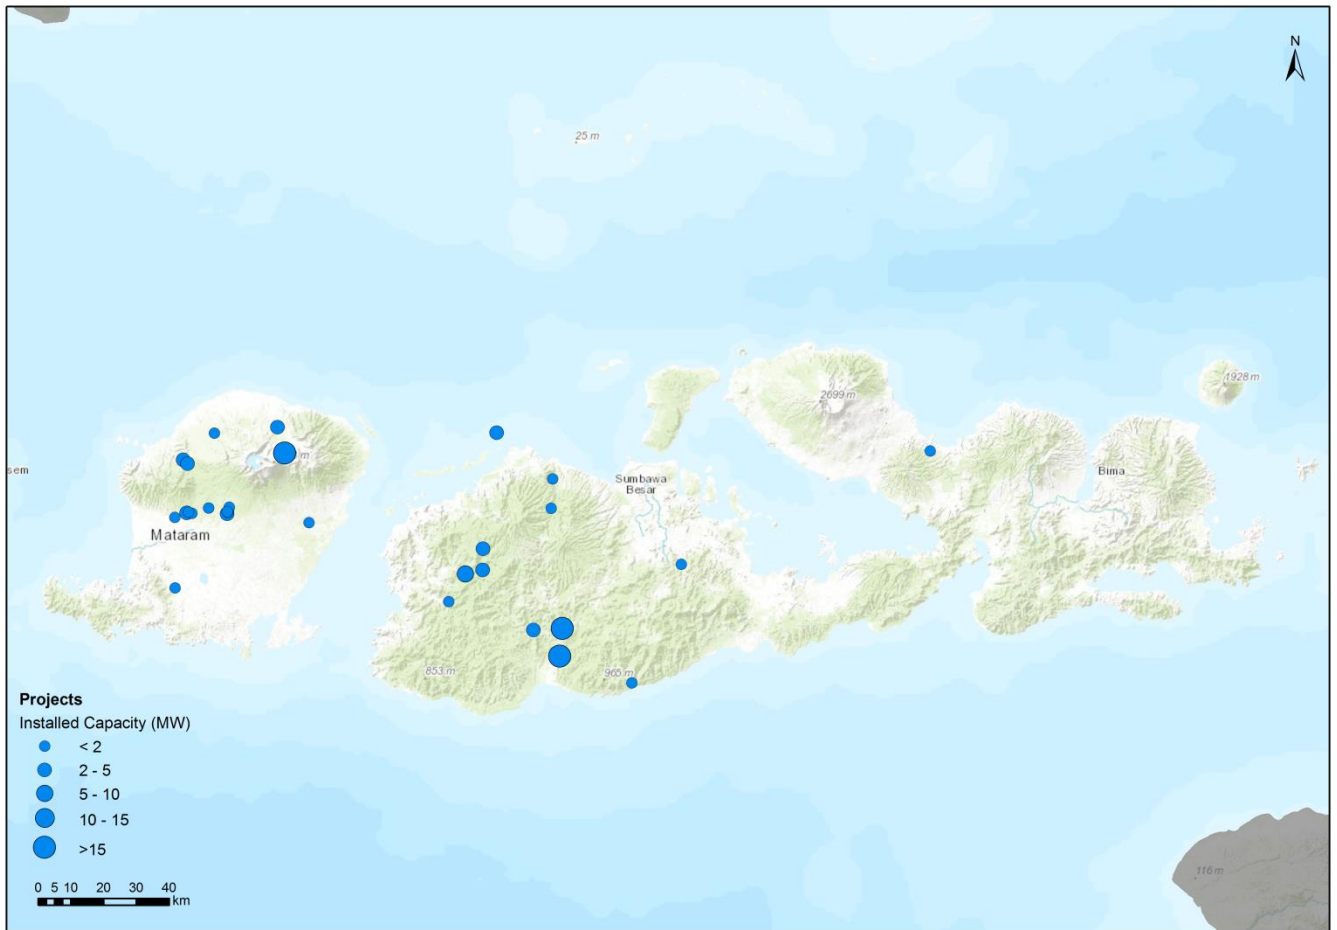 N
25 m
1928 m
2699 m
m
sem
Sumbawa
Besar
Bima
Mataram
853 m
965 m
Projects
Installed Capacity (MW)
< 2
2 - 5
5 - 10
10 - 15
>15
116 m
0 5 10 20 30 40
km